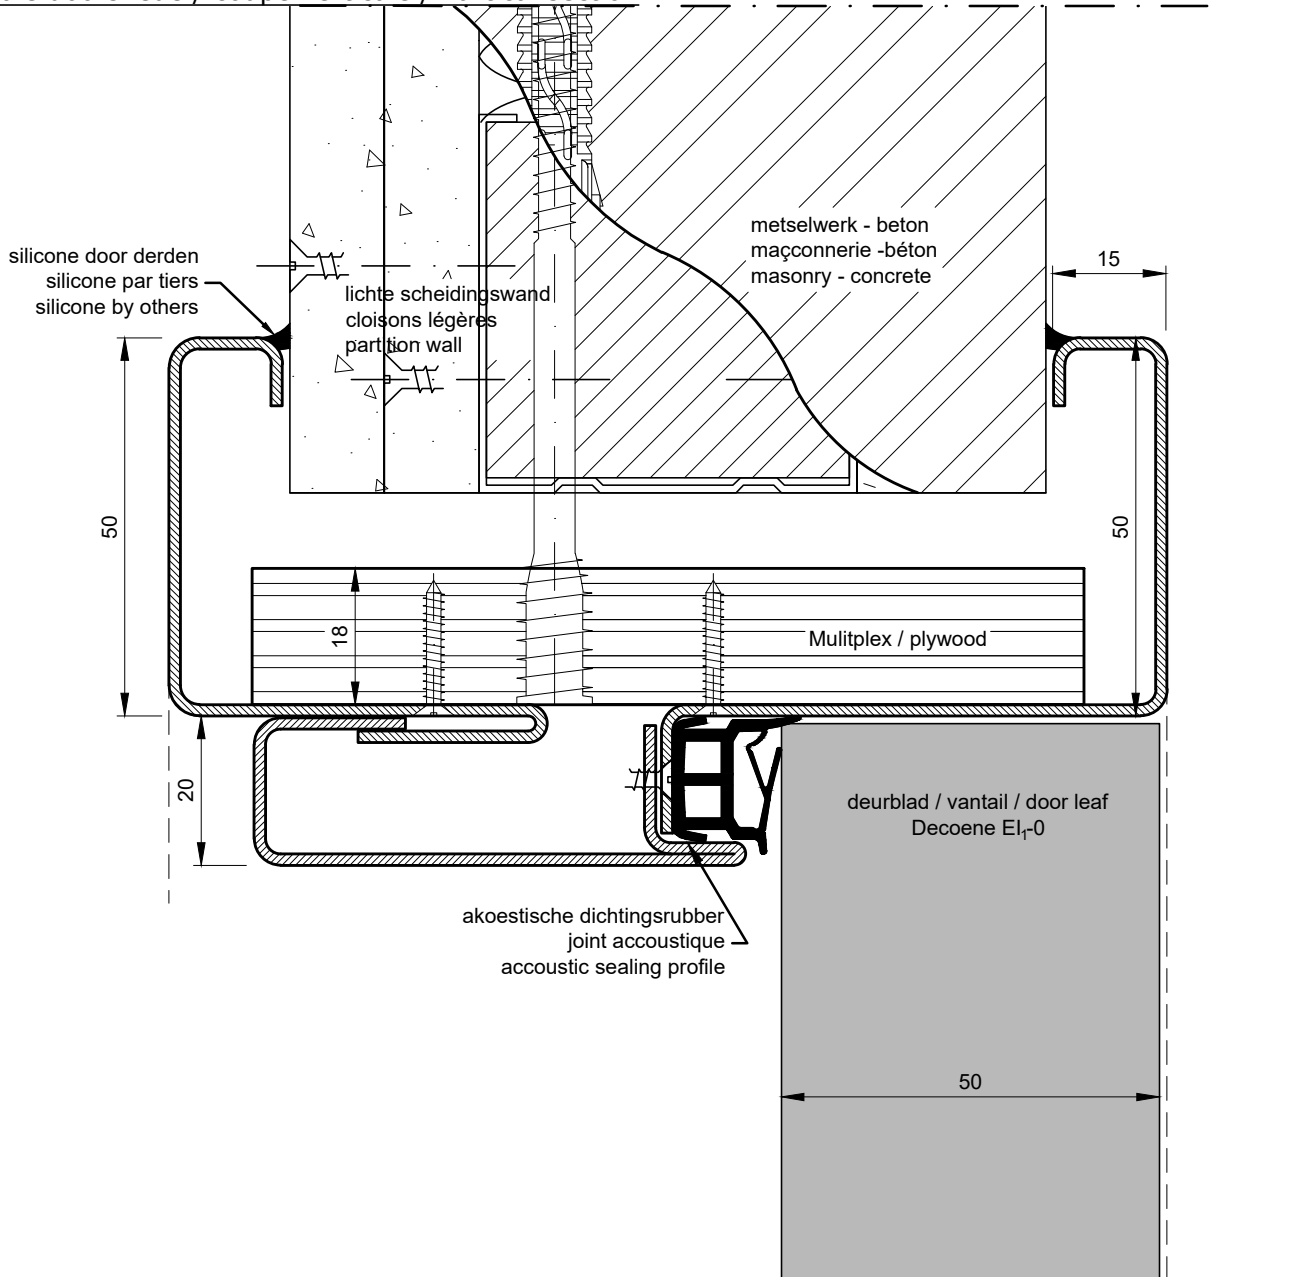 metselwerk - beton
maçconnerie -béton
masonry - concrete
15
silicone door derden
silicone par tiers
silicone by others
lichte scheidingswand
cloisons légères
partition wall
50
50
18
Mulitplex / plywood
20
deurblad / vantail / door leaf
Decoene EI₁-0
akoestische dichtingsrubber
joint accoustique
accoustic sealing profile
50